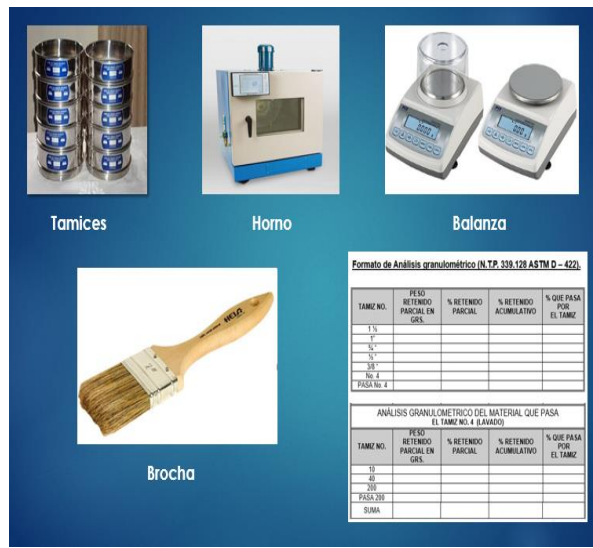 Tamices
Horno
Balanza
Brocha
HELA
2"
Formato de Análisis granulométrico (N.T.P. 339.128 ASTM D – 422).
TAMIZ NO. PESO RETENIDO PARCIAL EN GRS. % RETENIDO PARCIAL % RETENIDO ACUMULATIVO % QUE PASA POR EL TAMIZ
1 ½
1"
¾ "
½ "
3/8 "
No. 4
PASA No. 4
ANÁLISIS GRANULOMETRICO DEL MATERIAL QUE PASA
EL TAMIZ NO. 4 (LAVADO)
TAMIZ NO. PESO RETENIDO PARCIAL EN GRS. % RETENIDO PARCIAL % RETENIDO ACUMULATIVO % QUE PASA POR EL TAMIZ
10
40
200
PASA 200
SUMA